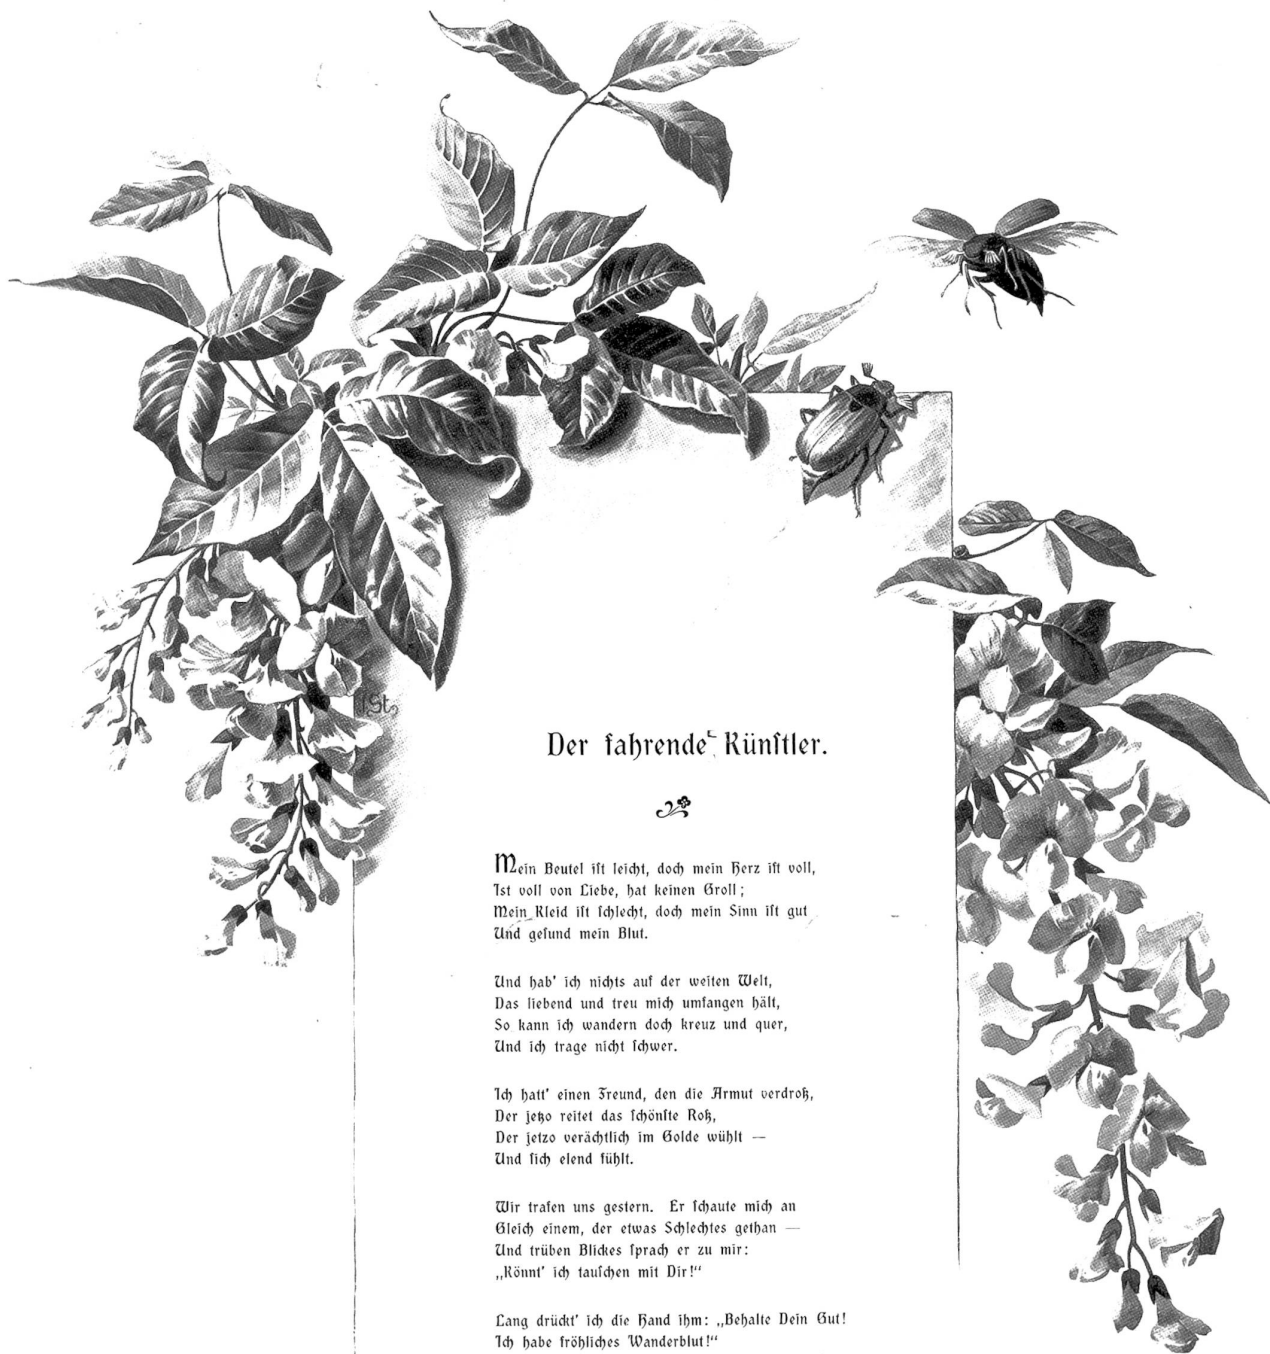 Der fahrende Künstler.
Mein Beutel ist leicht, doch mein Herz ist voll,
Ist voll von Liebe, hat keinen Groll;
Mein Kleid ist schlecht, doch mein Sinn ist gut
Und gesund mein Blut.
Und hab' ich nichts auf der weiten Welt,
Das liebend und treu mich umfangen hält,
So kann ich wandern doch kreuz und quer,
Und ich trage nicht schwer.
Ich hatt' einen Freund, den die Armut verdroß,
Der jetzo reitet das schönste Roß,
Der jetzo verächtlich im Golde wühlt —
Und sich elend fühlt.
Wir trafen uns gestern. Er schaute mich an
Gleich einem, der etwas Schlechtes gethan —
Und trüben Blickes sprach er zu mir:
„Könnt' ich tauschen mit Dir!“
Lang drückt' ich die Hand ihm: „Behalte Dein Gut!
Ich habe fröhliches Wanderblut!“